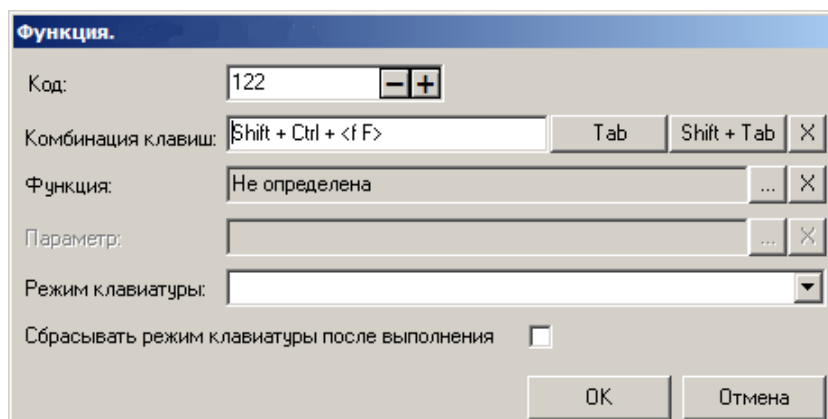 Функция.
Код: 122 − +
Комбинация клавиш: Shift + Ctrl + <f F> Tab Shift + Tab X
Функция: Не определена ... X
Параметр: ... X
Режим клавиатуры:
Сбрасывать режим клавиатуры после выполнения
OK Отмена